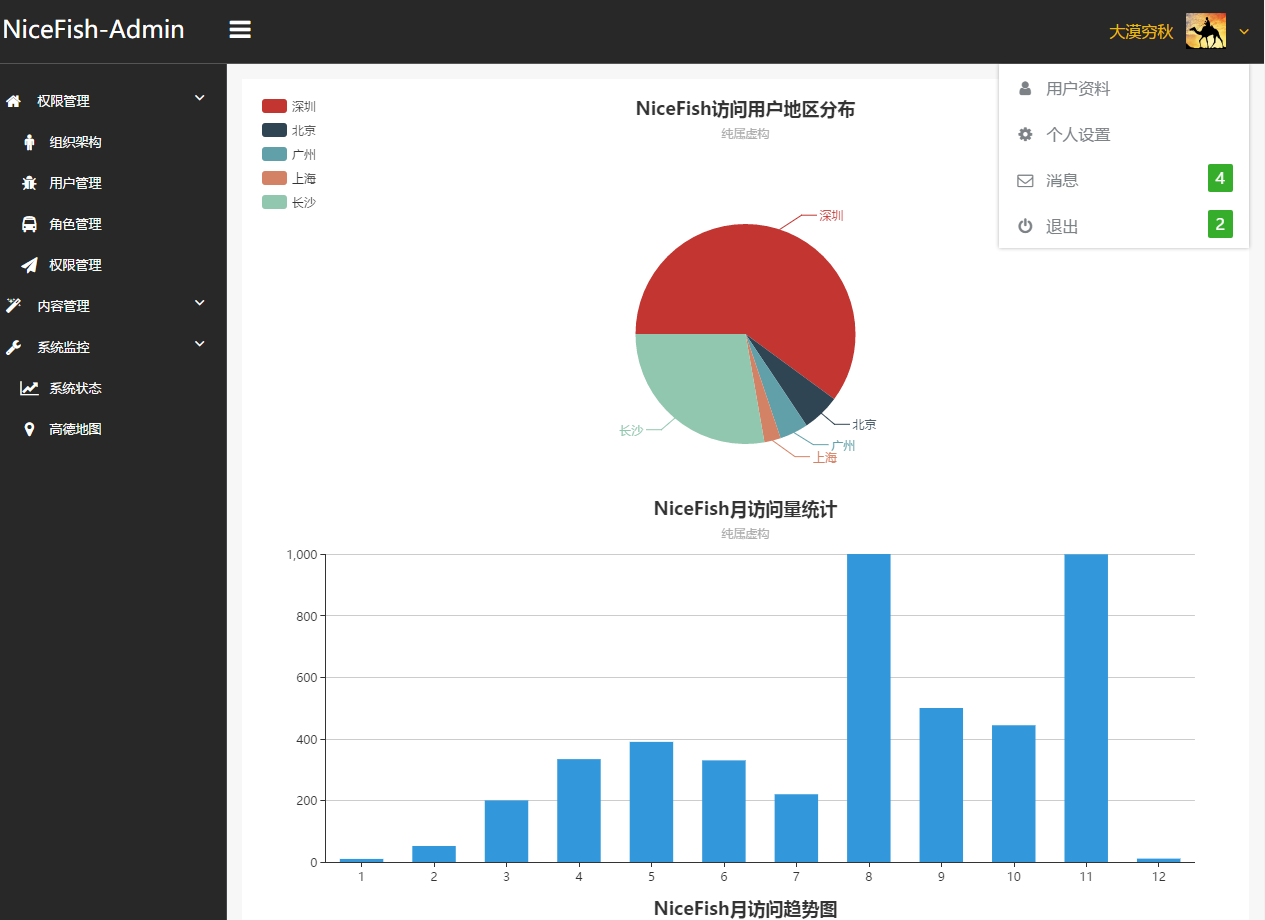 NiceFish-Admin
大漠穷秋
权限管理
组织架构
用户管理
角色管理
权限管理
内容管理
系统监控
系统状态
高德地图
用户资料
个人设置
消息 4
退出 2
深圳
北京
广州
上海
长沙
NiceFish访问用户地区分布
纯属虚构
深圳
北京
广州
上海
长沙
NiceFish月访问量统计
纯属虚构
1,000
800
600
400
200
0
1 2 3 4 5 6 7 8 9 10 11 12
NiceFish月访问趋势图